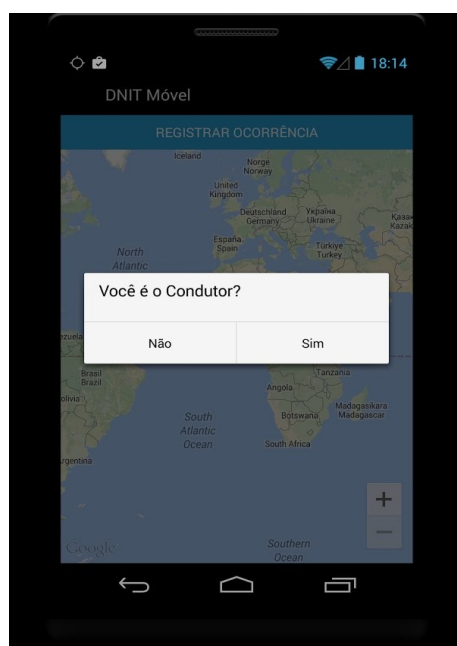 18:14
DNIT Móvel
REGISTRAR OCORRÊNCIA
Iceland
Norge
Norway
United
Kingdom
Deutschland
Germany
Україна
Ukraine
España
Spain
Türkiye
Turkey
North
Atlantic
Você é o Condutor?
Não
Sim
Brasil
Brazil
Tanzania
Angola
Botswana
Madagasikara
Madagascar
South
Atlantic
Ocean
South Africa
+
−
Google
Southern
Ocean